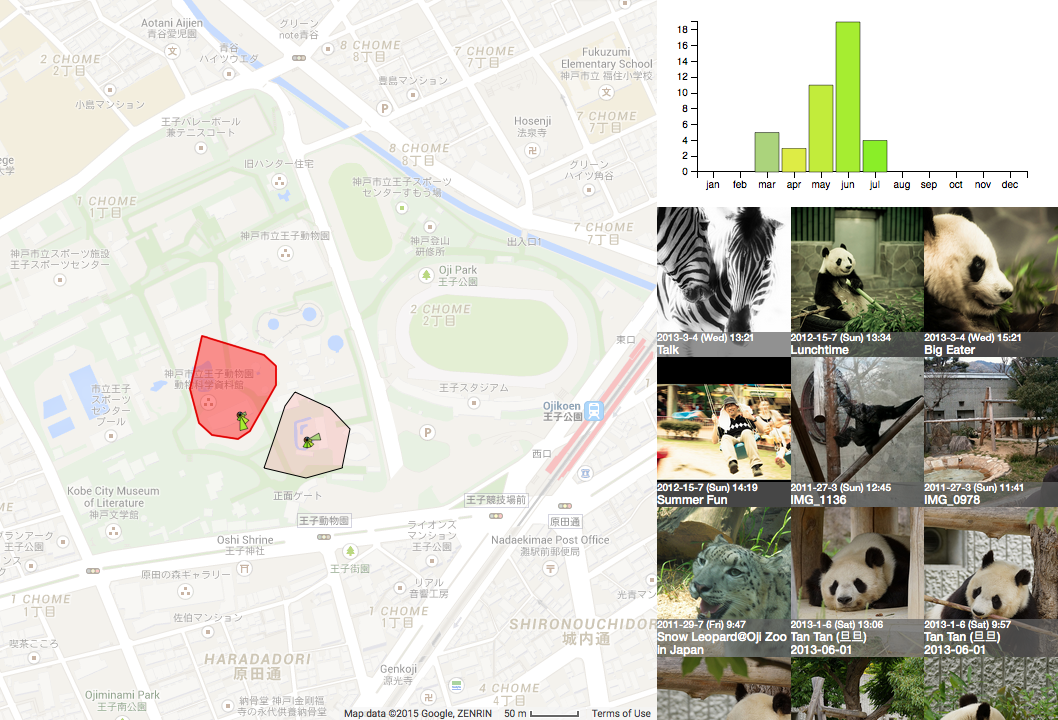 Aotani Aijien
青谷愛児園
グリーン
note青谷
8 CHOME
8丁目
7 CHOME
7丁目
2 CHOME
2丁目
青谷
ハイツウエダ
Fukuzumi
Elementary School
神戸市立 福住小学校
豊島マンション
小島マンション
王子バレーボール
兼テニスコート
Hosenji
法泉寺
7 CHOME
7丁目
8 CHOME
8丁目
旧ハンター住宅
グリーン
ハイツ角谷
神戸市立王子スポーツ
センターすもう場
1 CHOME
1丁目
神戸市立王子動物園
神戸登山
研修所
出入口1
7 CHOME
7丁目
神戸市立スポーツ施設
王子スポーツセンター
Oji Park
王子公園
2 CHOME
2丁目
東口
神戸市立王子動物園・
動物科学資料館
市立王子
スポーツ
センター
プール
王子スタジアム
Ojikoen
王子公園
西口
正面ゲート
Kobe City Museum
of Literature
神戸文学館
王子競技場前
王子動物園
原田通
ライオンズ
マンション
王子公園
Oshi Shrine
王子神社
Nadaekimae Post Office
灘駅前郵便局
王子街園
原田の森ギャラリー
リアル
音響工房
光青マン
1 CHOME
1丁目
佐伯マンション
1 CHOME
1丁目
SHIRONOUCHIDOR
城内通
喫茶こころ
HARADADORI
原田通
Genkoji
源光寺
Ojiminami Park
王子南公園
4 CHOME
4丁目
納骨堂 神戸金剛福
寺の永代供養納骨堂
Map data ©2015 Google, ZENRIN
50 m
Terms of Use
18
16
14
12
10
8
6
4
2
0
jan feb mar apr may jun jul aug sep oct nov dec
2013-3-4 (Wed) 13:21
Talk
2012-15-7 (Sun) 13:34
Lunchtime
2013-3-4 (Wed) 15:21
Big Eater
2012-15-7 (Sun) 14:19
Summer Fun
2011-27-3 (Sun) 12:45
IMG_1136
2011-27-3 (Sun) 11:41
IMG_0978
2011-29-7 (Fri) 9:47
Snow Leopard@Oji Zoo
in Japan
2013-1-6 (Sat) 13:06
Tan Tan (旦旦)
2013-06-01
2013-1-6 (Sat) 9:57
Tan Tan (旦旦)
2013-06-01